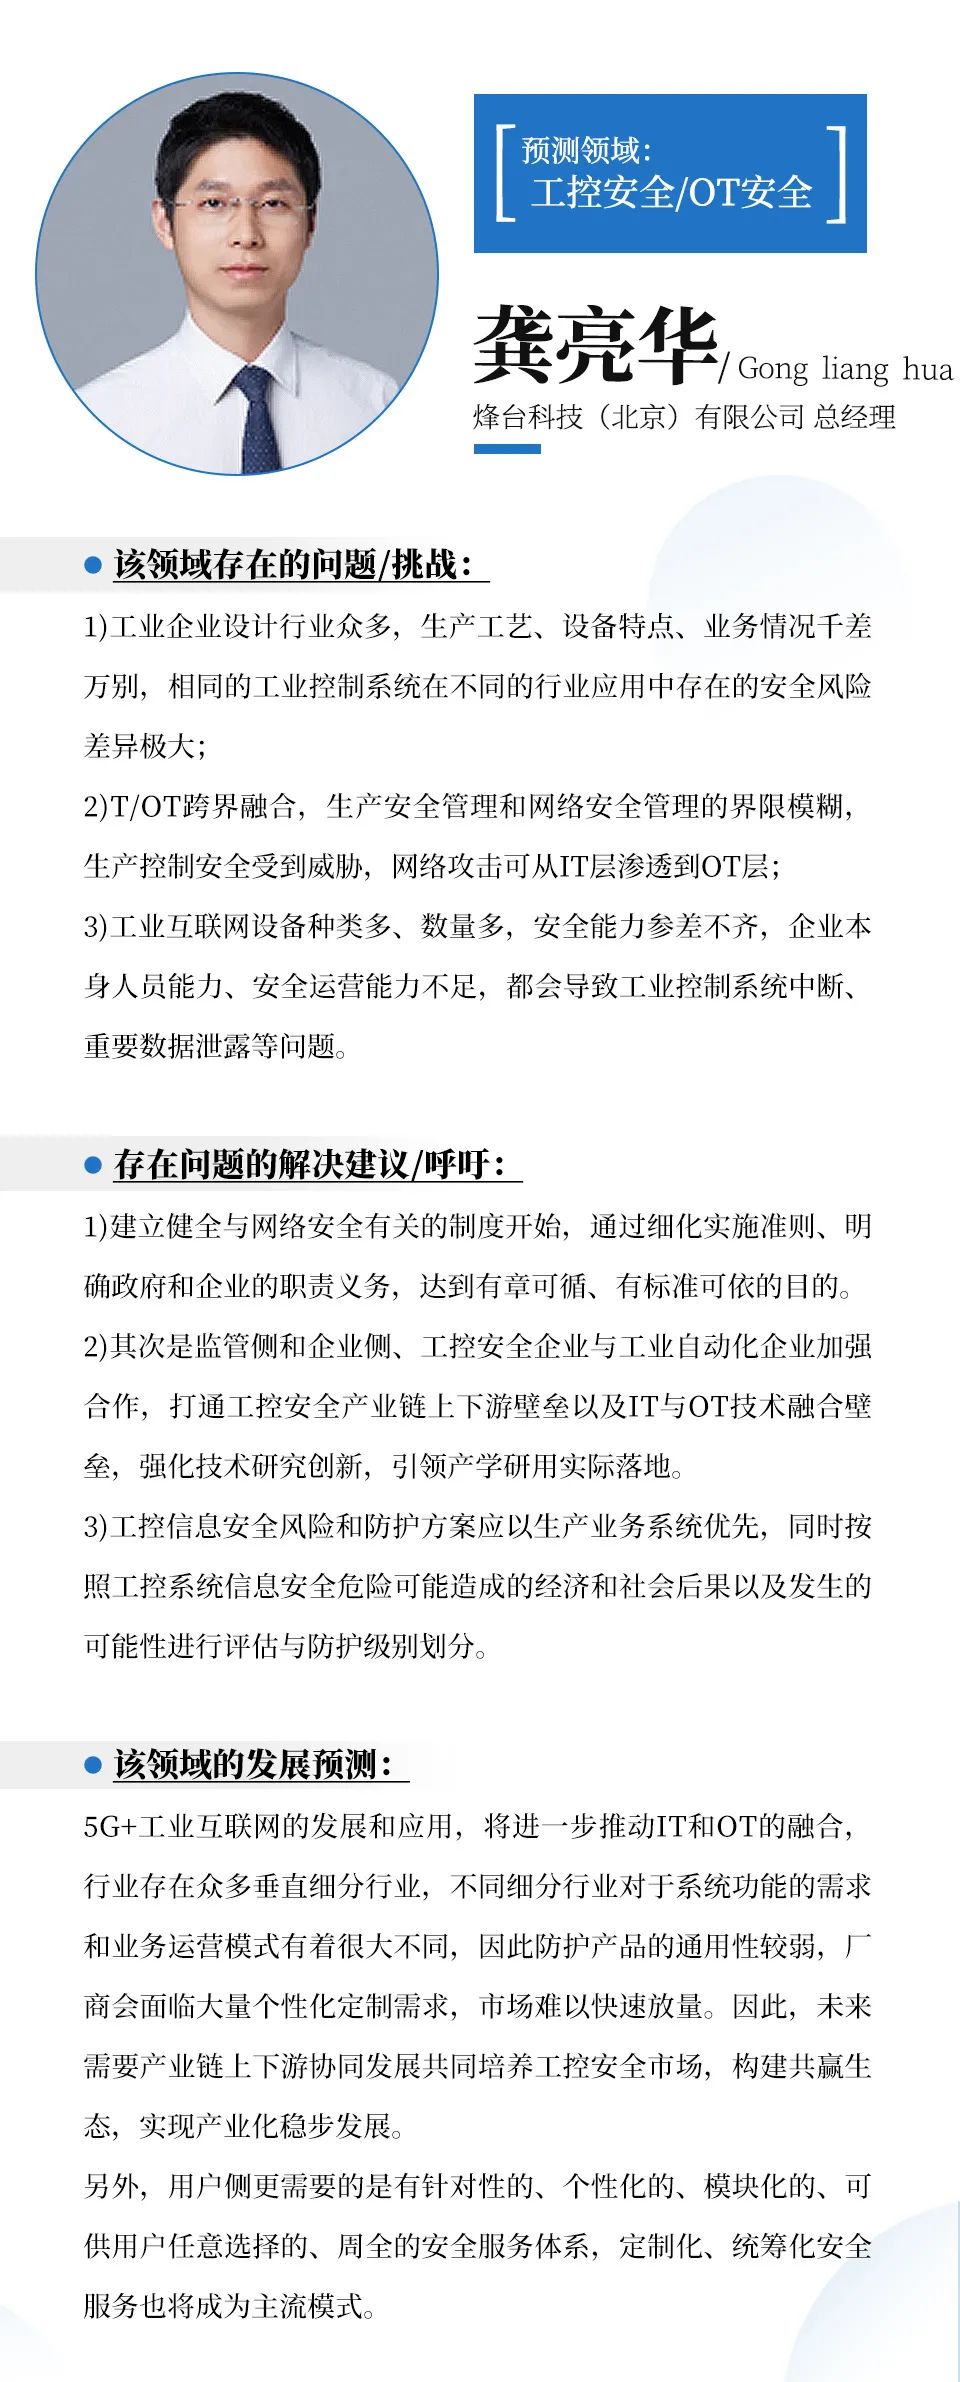 预测领域：
工控安全/OT安全
龚亮华/Gong liang hua
烽台科技（北京）有限公司 总经理
该领域存在的问题/挑战：
1)工业企业设计行业众多，生产工艺、设备特点、业务情况千差
万别，相同的工业控制系统在不同的行业应用中存在的安全风险
差异极大；
2)T/OT跨界融合，生产安全管理和网络安全管理的界限模糊，
生产控制安全受到威胁，网络攻击可从IT层渗透到OT层；
3)工业互联网设备种类多、数量多，安全能力参差不齐，企业本
身人员能力、安全运营能力不足，都会导致工业控制系统中断、
重要数据泄露等问题。
存在问题的解决建议/呼吁：
1)建立健全与网络安全有关的制度开始，通过细化实施准则、明
确政府和企业的职责义务，达到有章可循、有标准可依的目的。
2)其次是监管侧和企业侧、工控安全企业与工业自动化企业加强
合作，打通工控安全产业链上下游壁垒以及IT与OT技术融合壁
垒，强化技术研究创新，引领产学研用实际落地。
3)工控信息安全风险和防护方案应以生产业务系统优先，同时按
照工控系统信息安全危险可能造成的经济和社会后果以及发生的
可能性进行评估与防护级别划分。
该领域的发展预测：
5G+工业互联网的发展和应用，将进一步推动IT和OT的融合，
行业存在众多垂直细分行业，不同细分行业对于系统功能的需求
和业务运营模式有着很大不同，因此防护产品的通用性较弱，厂
商会面临大量个性化定制需求，市场难以快速放量。因此，未来
需要产业链上下游协同发展共同培养工控安全市场，构建共赢生
态，实现产业化稳步发展。
另外，用户侧更需要的是有针对性的、个性化的、模块化的、可
供用户任意选择的、周全的安全服务体系，定制化、统筹化安全
服务也将成为主流模式。